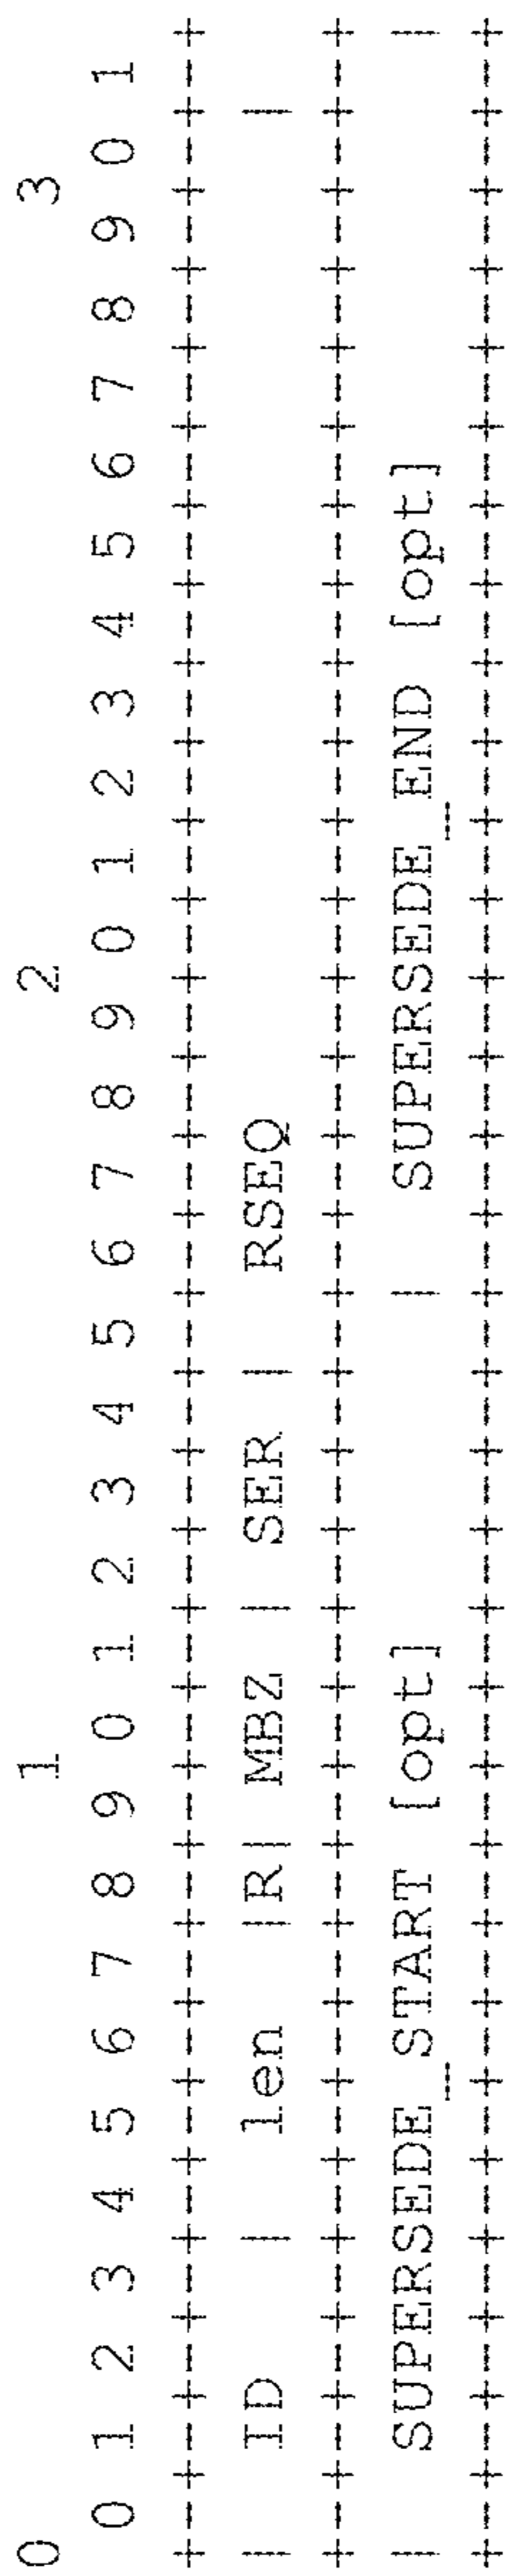 0                   1                   2                   3
 0 1 2 3 4 5 6 7 8 9 0 1 2 3 4 5 6 7 8 9 0 1 2 3 4 5 6 7 8 9 0 1
+-+-+-+-+-+-+-+-+-+-+-+-+-+-+-+-+-+-+-+-+-+-+-+-+-+-+-+-+-+-+-+-+
|  ID   |  len  |R| MBZ | SER |  RSEQ                         |
+-+-+-+-+-+-+-+-+-+-+-+-+-+-+-+-+-+-+-+-+-+-+-+-+-+-+-+-+-+-+-+-+
|  SUPERSEDE_START [opt]        |  SUPERSEDE_END [opt]          |
+-+-+-+-+-+-+-+-+-+-+-+-+-+-+-+-+-+-+-+-+-+-+-+-+-+-+-+-+-+-+-+-+